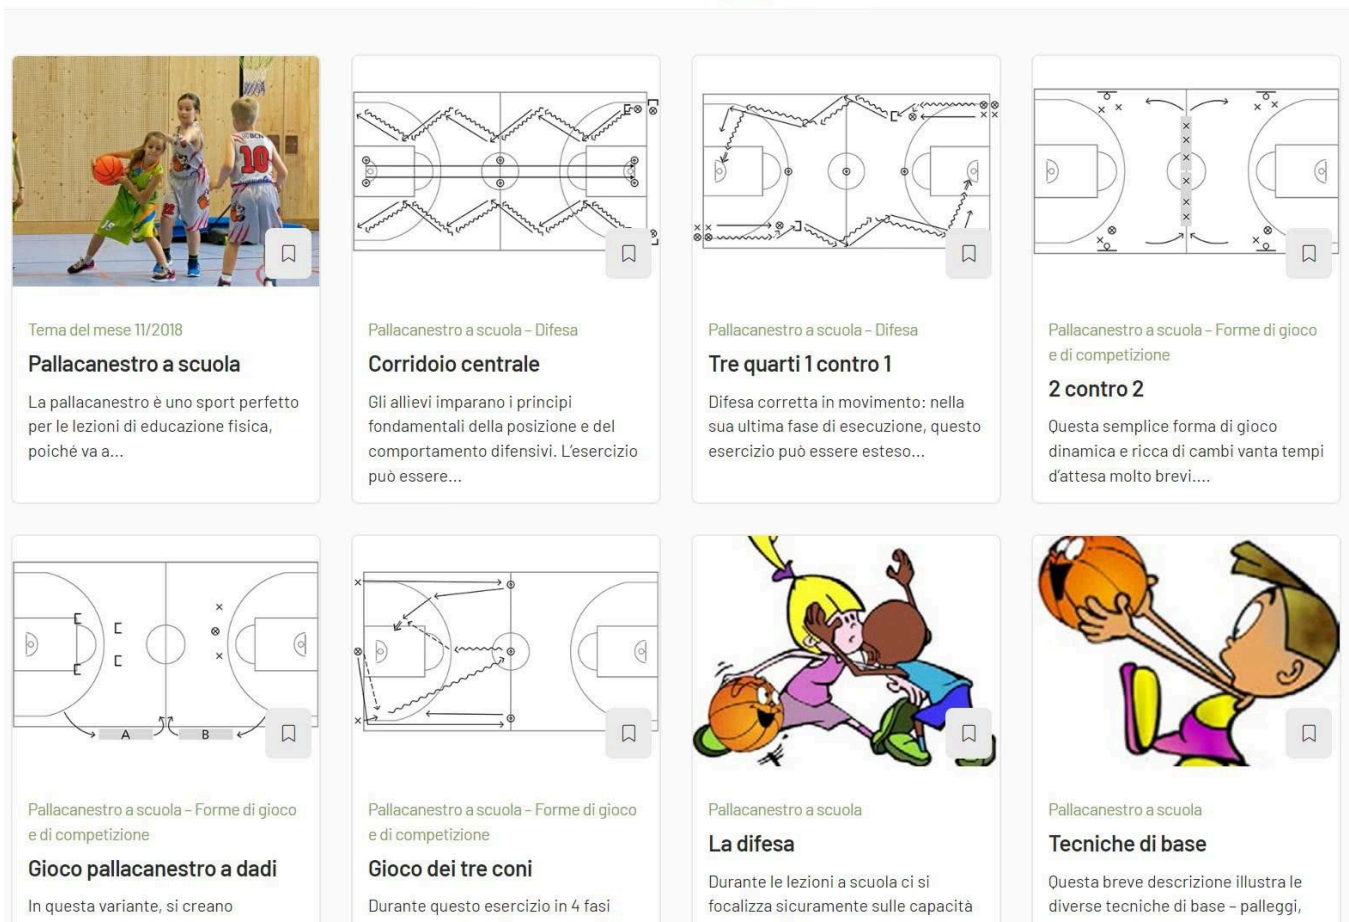 BCN
10
15
Tema del mese 11/2018
Pallacanestro a scuola
La pallacanestro è uno sport perfetto
per le lezioni di educazione fisica,
poiché va a...
Pallacanestro a scuola – Difesa
Corridoio centrale
Gli allievi imparano i principi
fondamentali della posizione e del
comportamento difensivi. L’esercizio
può essere...
Pallacanestro a scuola – Difesa
Tre quarti 1 contro 1
Difesa corretta in movimento: nella
sua ultima fase di esecuzione, questo
esercizio può essere esteso...
Pallacanestro a scuola – Forme di gioco
e di competizione
2 contro 2
Questa semplice forma di gioco
dinamica e ricca di cambi vanta tempi
d’attesa molto brevi....
A
B
Pallacanestro a scuola – Forme di gioco
e di competizione
Gioco pallacanestro a dadi
In questa variante, si creano
Pallacanestro a scuola – Forme di gioco
e di competizione
Gioco dei tre coni
Durante questo esercizio in 4 fasi
Pallacanestro a scuola
La difesa
Durante le lezioni a scuola ci si
focalizza sicuramente sulle capacità
Pallacanestro a scuola
Tecniche di base
Questa breve descrizione illustra le
diverse tecniche di base – palleggi,